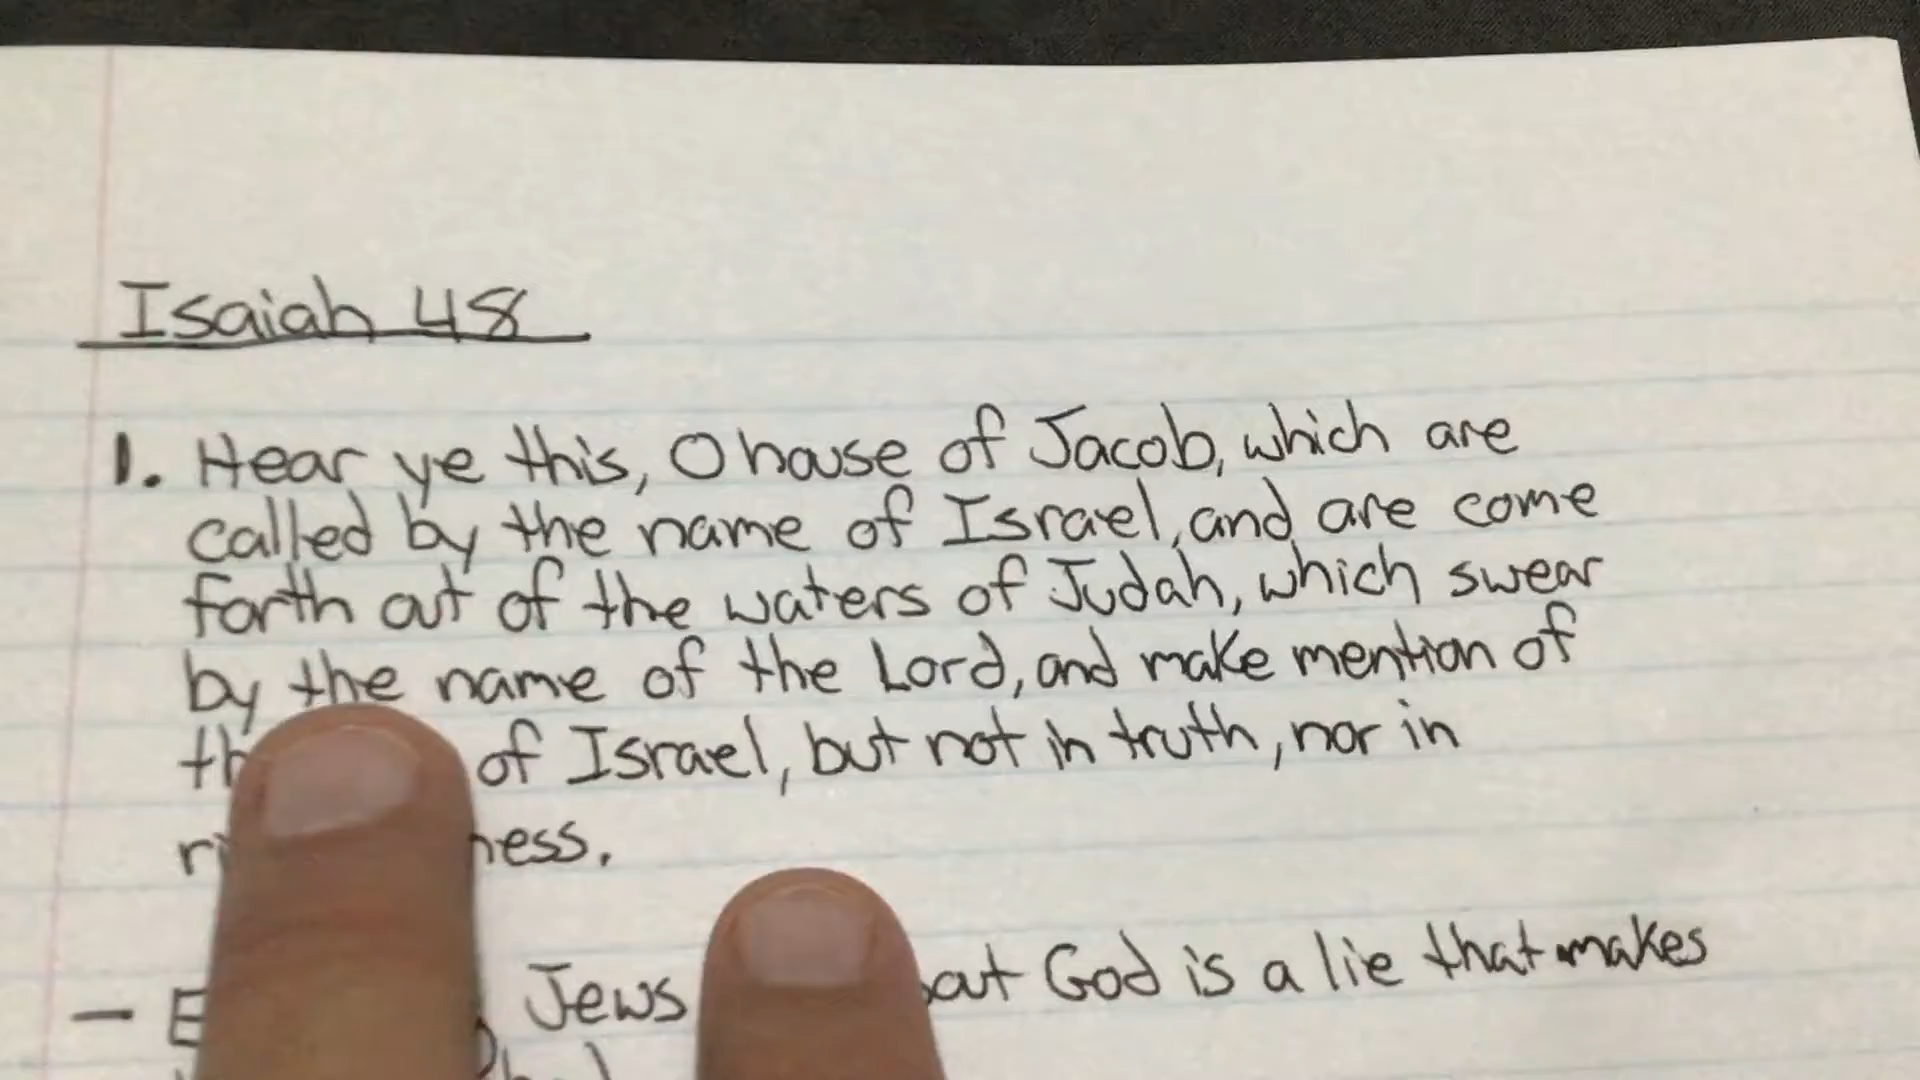 Isaiah 48
1. Hear ye this, O house of Jacob, which are
called by the name of Israel, and are come
forth out of the waters of Judah, which swear
by the name of the Lord, and make mention of
of Israel, but not in truth, nor in
ness.
- Jews God is a lie that makes